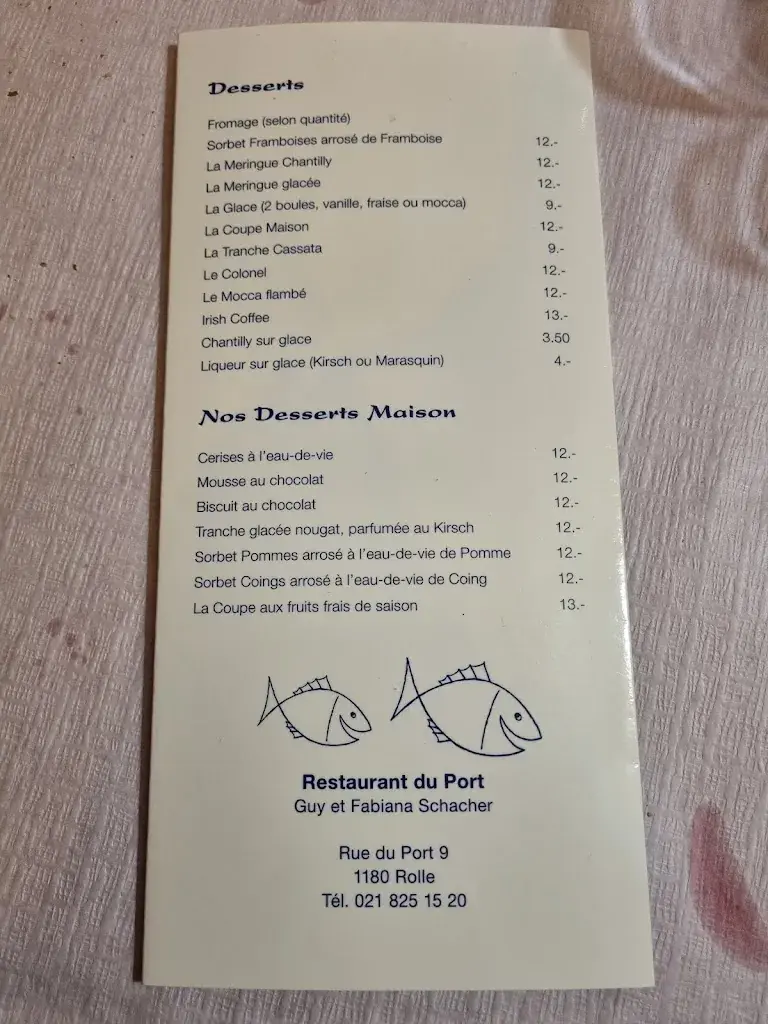 Desserts
Fromage (selon quantité)
Sorbet Framboises arrosé de Framboise 12.-
La Meringue Chantilly 12.-
La Meringue glacée 12.-
La Glace (2 boules, vanille, fraise ou mocca) 9.-
La Coupe Maison 12.-
La Tranche Cassata 9.-
Le Colonel 12.-
Le Mocca flambé 12.-
Irish Coffee 13.-
Chantilly sur glace 3.50
Liqueur sur glace (Kirsch ou Marasquin) 4.-
Nos Desserts Maison
Cerises à l'eau-de-vie 12.-
Mousse au chocolat 12.-
Biscuit au chocolat 12.-
Tranche glacée nougat, parfumée au Kirsch 12.-
Sorbet Pommes arrosé à l'eau-de-vie de Pomme 12.-
Sorbet Coings arrosé à l'eau-de-vie de Coing 12.-
La Coupe aux fruits frais de saison 13.-
Restaurant du Port
Guy et Fabiana Schacher
Rue du Port 9
1180 Rolle
Tél. 021 825 15 20